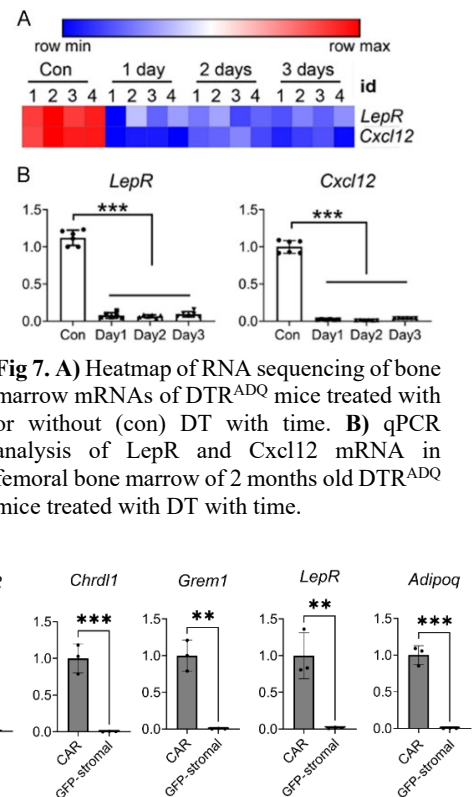 A
row min
row max
Con 1 day 2 days 3 days id
1 2 3 4 1 2 3 4 1 2 3 4 1 2 3 4
LepR
Cxcl12
B
LepR Cxcl12
1.5 *** 1.5 ***
1.0 1.0
0.5 0.5
0.0 0.0
Con Day1 Day2 Day3 Con Day1 Day2 Day3
Fig 7. A) Heatmap of RNA sequencing of bone
marrow mRNAs of DTRADQ mice treated with
or without (con) DT with time. B) qPCR
analysis of LepR and Cxcl12 mRNA in
femoral bone marrow of 2 months old DTRADQ
mice treated with DT with time.
Chrdl1 Grem1 LepR Adipoq
1.5 *** 1.5 ** 1.5 ** 1.5 ***
1.0 1.0 1.0 1.0
0.5 0.5 0.5 0.5
0.0 0.0 0.0 0.0
CAR GFP-stromal CAR GFP-stromal CAR GFP-stromal CAR GFP-stromal